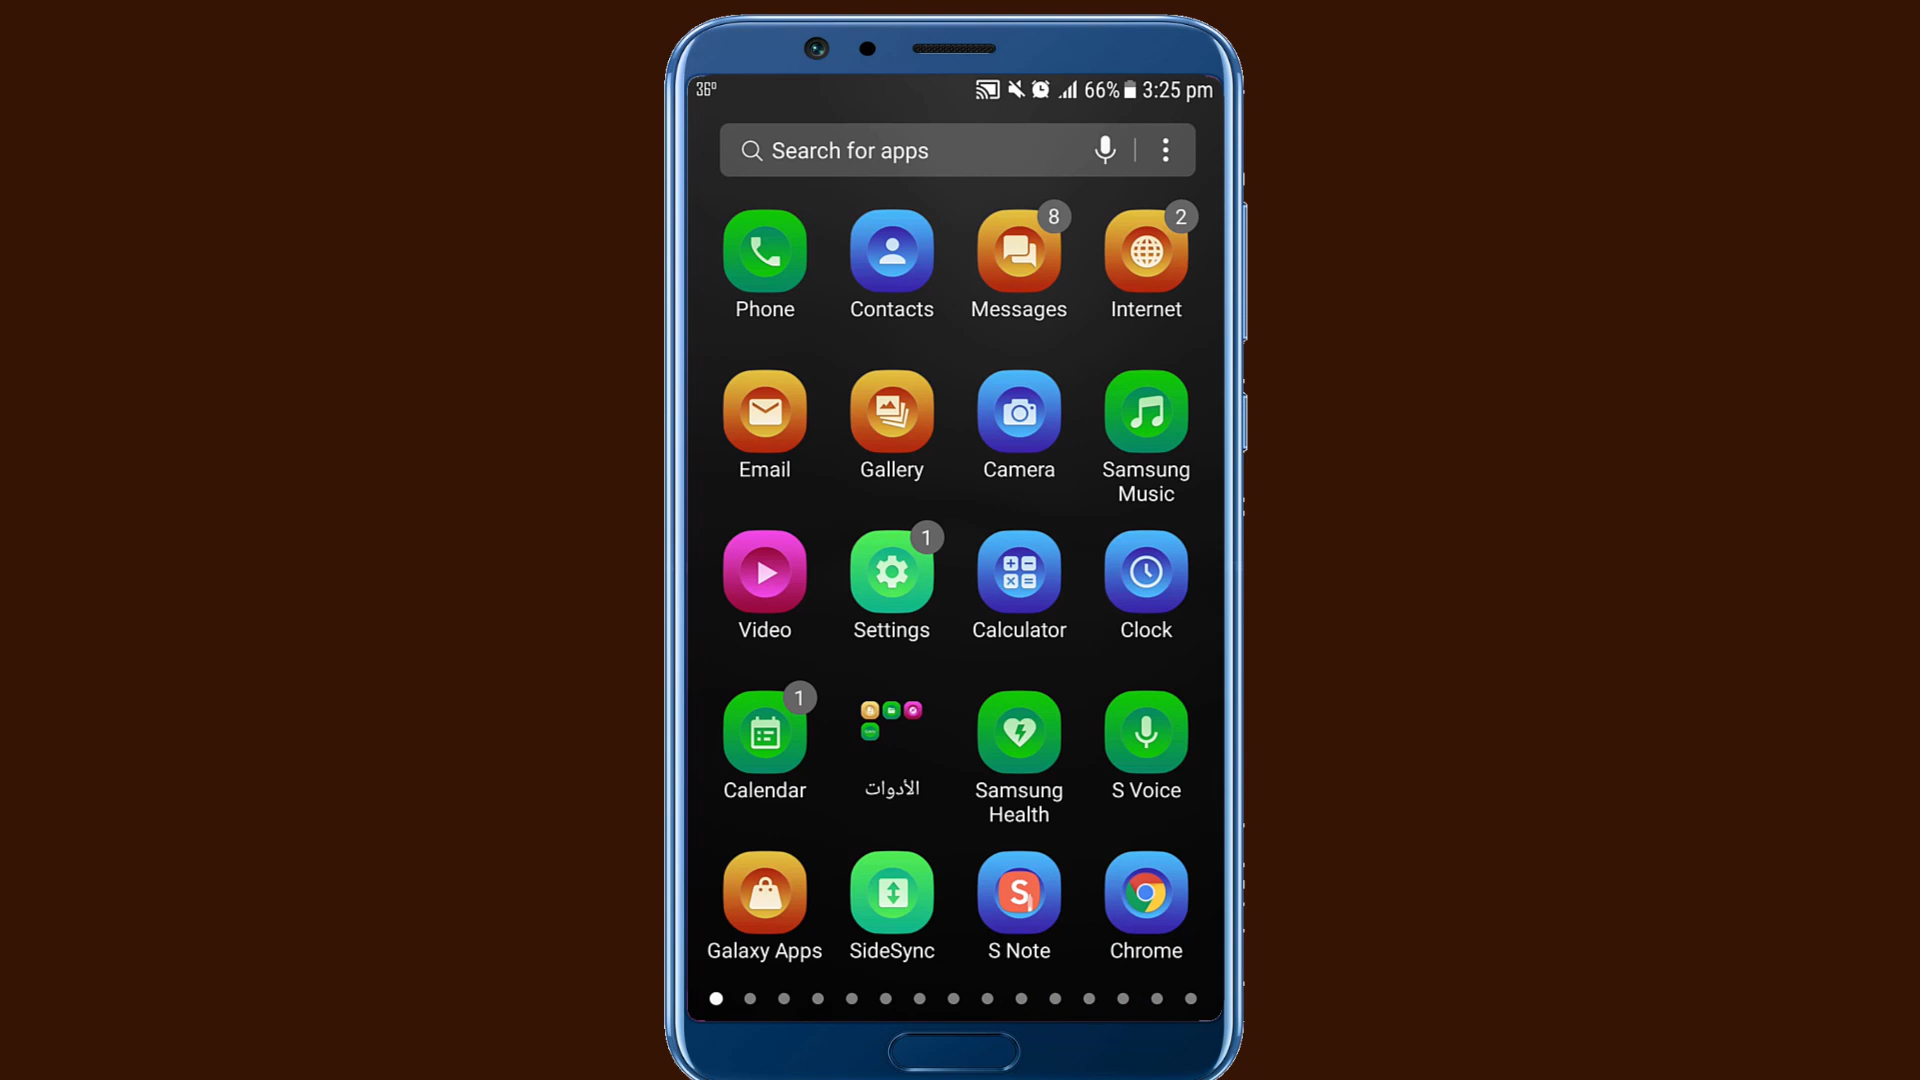 36°
66% 3:25 pm
Search for apps
8
2
Phone
Contacts
Messages
Internet
Email
Gallery
Camera
Samsung
Music
1
Video
Settings
Calculator
Clock
1
Calendar
الأدوات
Samsung
Health
S Voice
S
Galaxy Apps
SideSync
S Note
Chrome